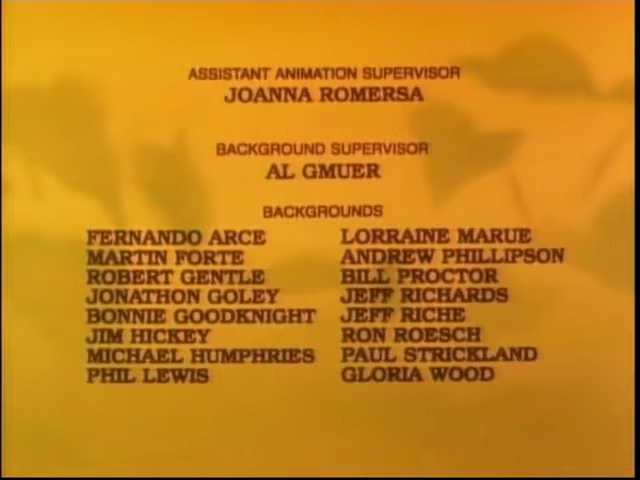 ASSISTANT ANIMATION SUPERVISOR
JOANNA ROMERSA
BACKGROUND SUPERVISOR
AL GMUER
BACKGROUNDS
FERNANDO ARCE
MARTIN FORTE
ROBERT GENTLE
JONATHON GOLEY
BONNIE GOODKNIGHT
JIM HICKEY
MICHAEL HUMPHRIES
PHIL LEWIS
LORRAINE MARUE
ANDREW PHILLIPSON
BILL PROCTOR
JEFF RICHARDS
JEFF RICHE
RON ROESCH
PAUL STRICKLAND
GLORIA WOOD